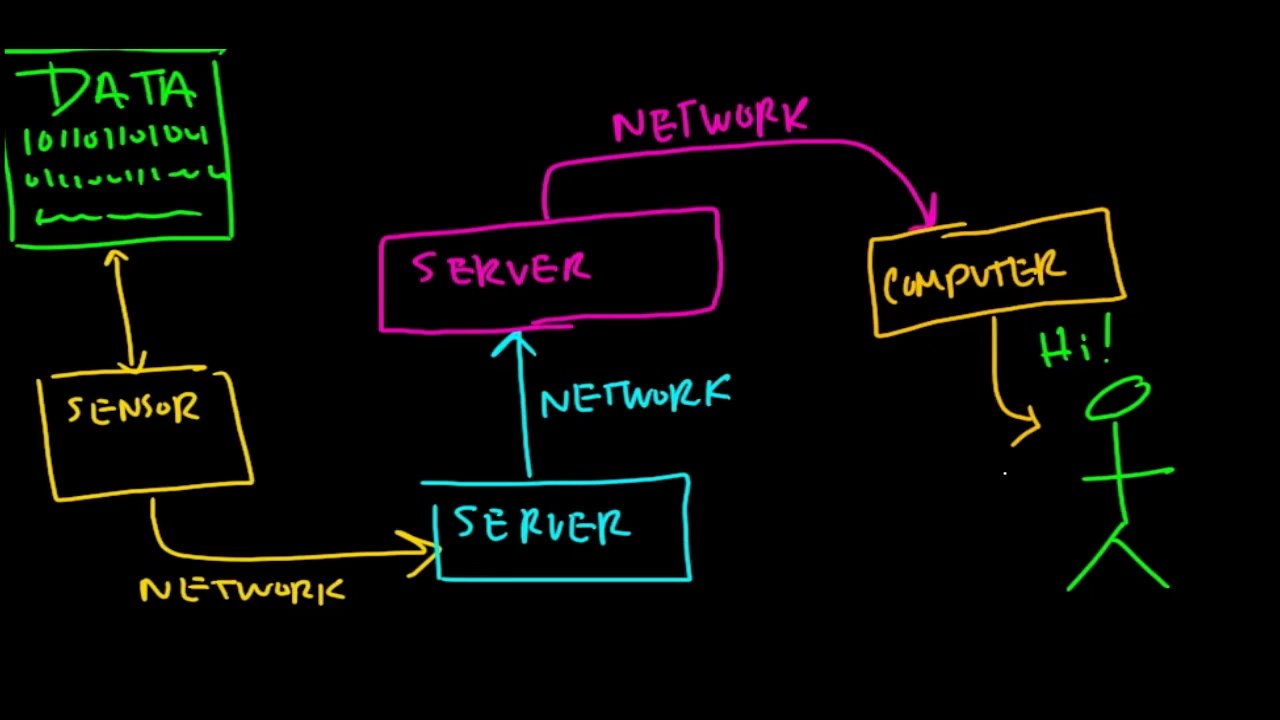 DATA
NETWORK
SERVER
COMPUTER
Hi!
SENSOR
NETWORK
SERVER
NETWORK